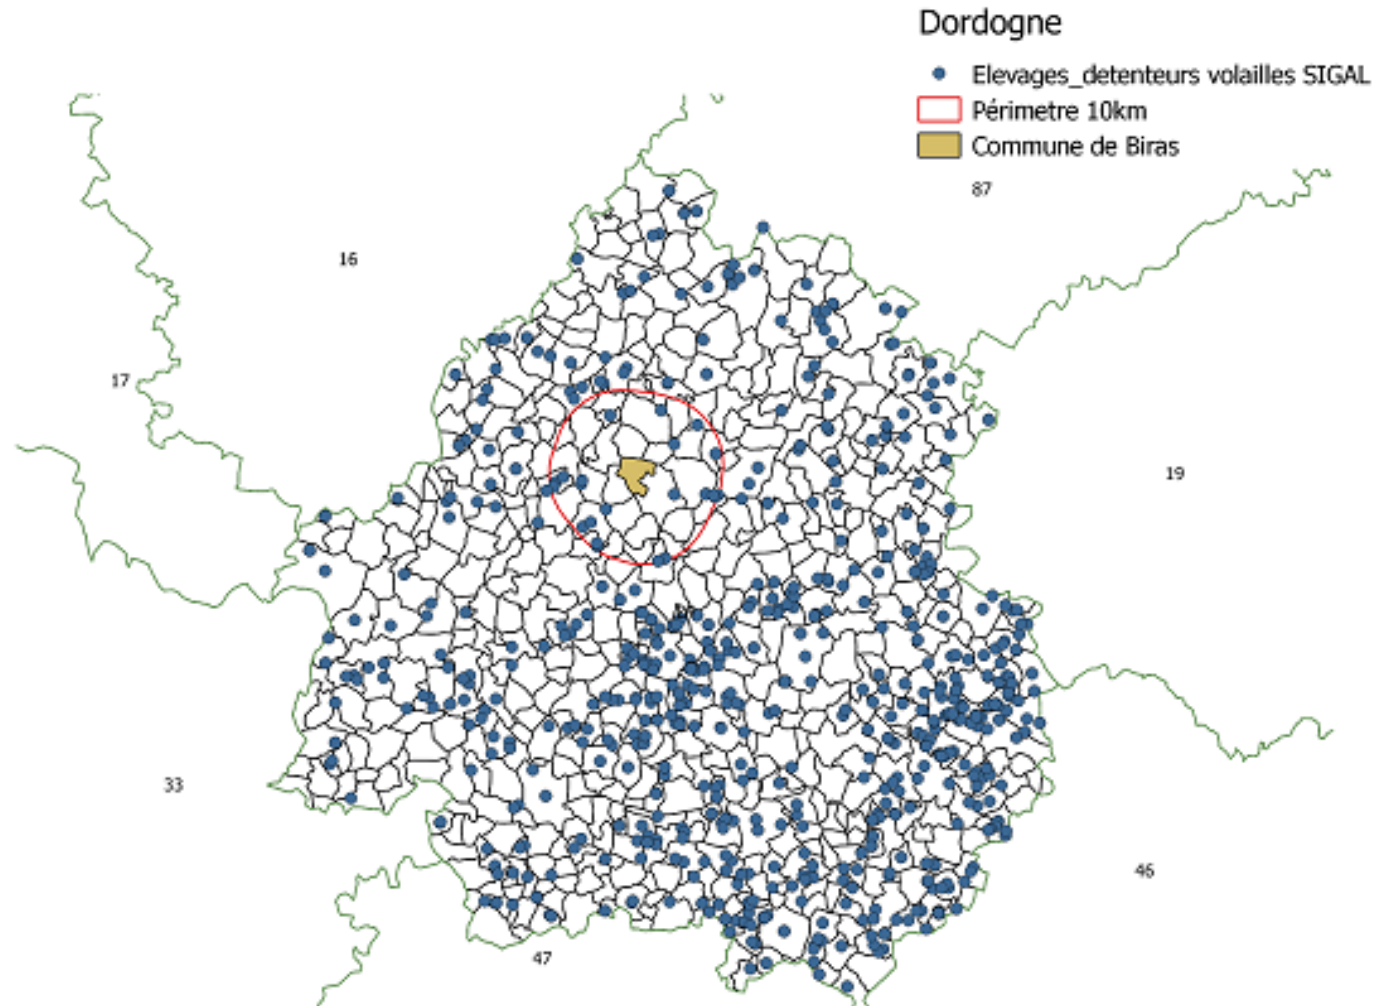 Dordogne
Elevages_detenteurs volailles SIGAL
Périmetre 10km
Commune de Biras
87
16
17
19
33
46
47